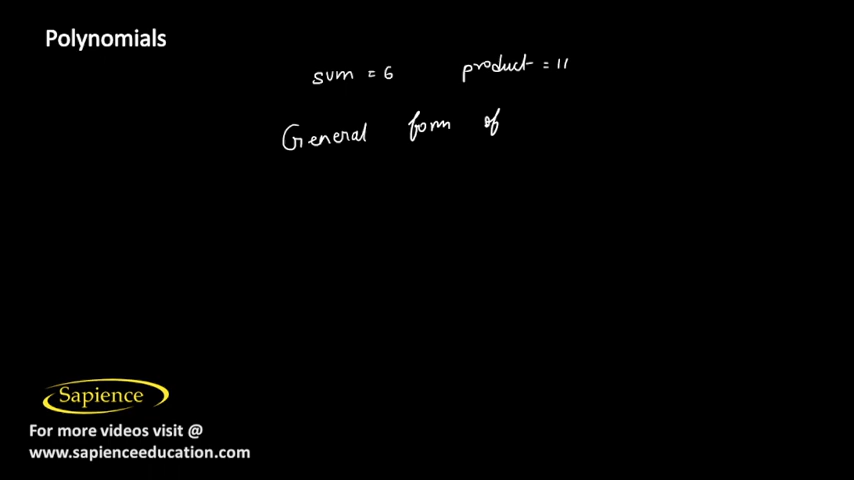 Polynomials
sum = 6 product = 11
General form of
Sapience
For more videos visit @
www.sapienceeducation.com